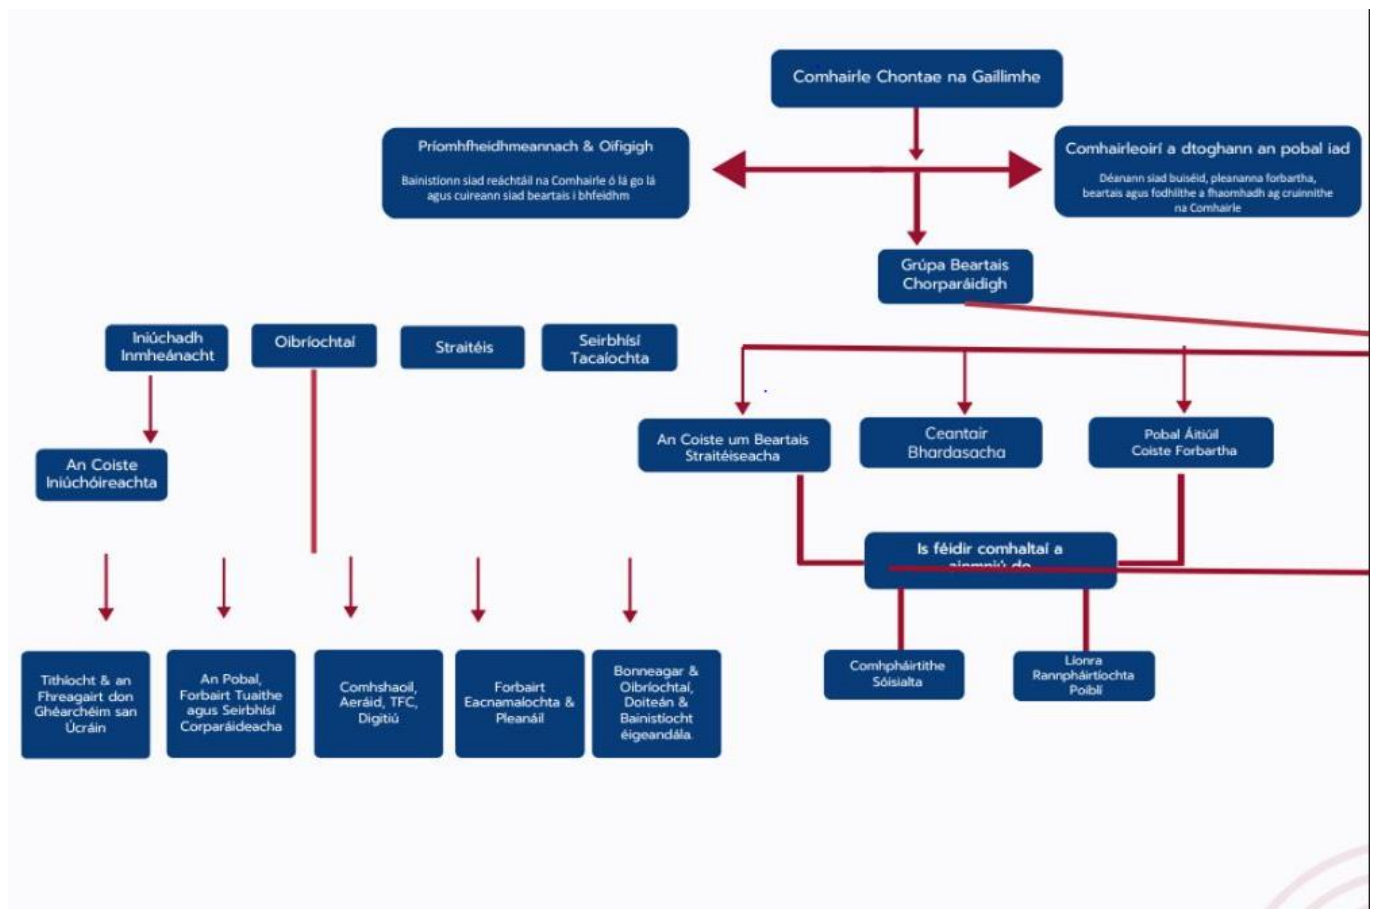 Comhairle Chontae na Gaillimhe
Príomhfheidhmeannach & Oifigigh
Bainistíonn siad reáchtáil na Comhairle ó lá go lá
agus cuireann siad beartais i bhfeidhm
Comhairleoirí a dtoghann an pobal iad
Déanann siad buiséid, pleananna forbartha,
beartais agus fodhlíthe a fhaomhadh ag cruinnithe
na Comhairle
Grúpa Beartais
Chorparáidigh
Iniúchadh
Inmheánacht
Oibríochtaí
Straitéis
Seirbhísí
Tacaíochta
An Coiste
Iniúchóireachta
An Coiste um Beartais
Straitéiseacha
Ceantair
Bhardasacha
Pobal Áitiúil
Coiste Forbartha
Is féidir comhaltaí a
ainmniú do
Comhpháirtithe
Sóisialta
Líonra
Rannpháirtíochta
Poiblí
Tithíocht & an
Fhreagairt don
Ghéarchéim san
Úcráin
An Pobal,
Forbairt Tuaithe
agus Seirbhísí
Corparáideacha
Comhshaoil,
Aeráid, TFC,
Digitiú
Forbairt
Eacnamaíochta &
Pleanáil
Bonneagar &
Oibríochtaí,
Doiteán &
Bainistíocht
éigeandála.